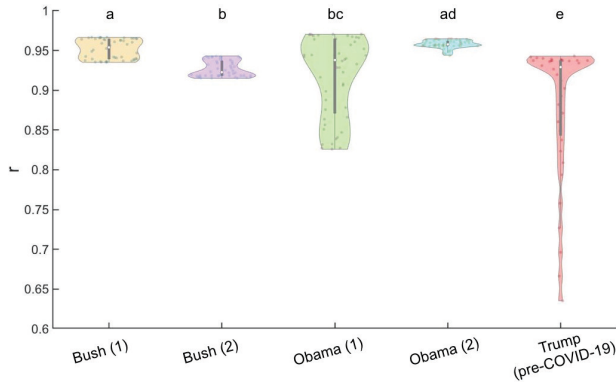 a b bc ad e
1
0.95
0.9
0.85
0.8
0.75
0.7
0.65
0.6
r
Bush (1) Bush (2) Obama (1) Obama (2) Trump
(pre-COVID-19)